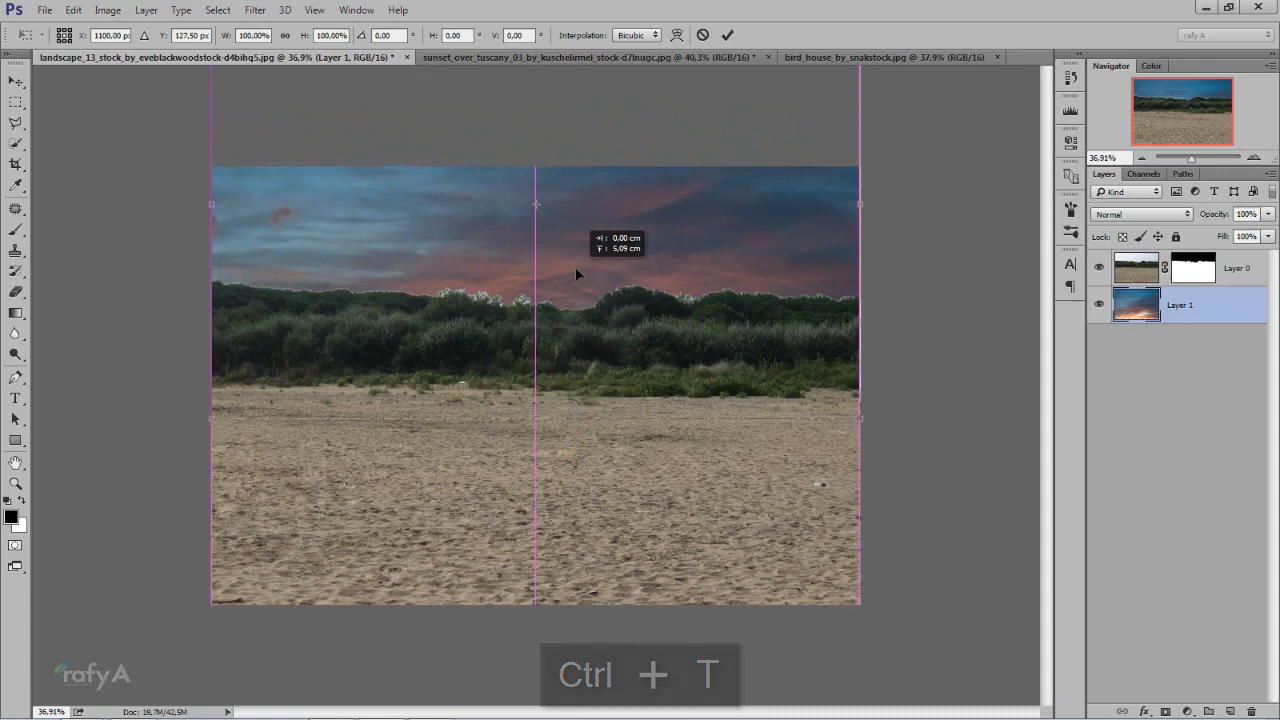 Ps File Edit Image Layer Type Select Filter 3D View Window Help
X: 1100,00 px Y: 127,50 px W: 100,00% H: 100,00% 0,00 ° H: 0,00 ° V: 0,00 ° Interpolation: Bicubic rafy A
landscape_13_stock_by_eveblackwoodstock-d4bihq5.jpg @ 36,9% (Layer 1, RGB/16) * × sunset_over_tuscany_03_by_kuschelirmel_stock-d7lnugc.jpg @ 40,3% (RGB/16) * × bird_house_by_snakstock.jpg @ 37,9% (RGB/16) ×
Navigator Color
36,91%
Layers Channels Paths
Kind
Normal Opacity: 100%
Lock: Fill: 100%
Layer 0
Layer 1
: 0,00 cm
: 5,09 cm
Ctrl + T
rafy A
36,91% Doc: 18,7M/42,5M